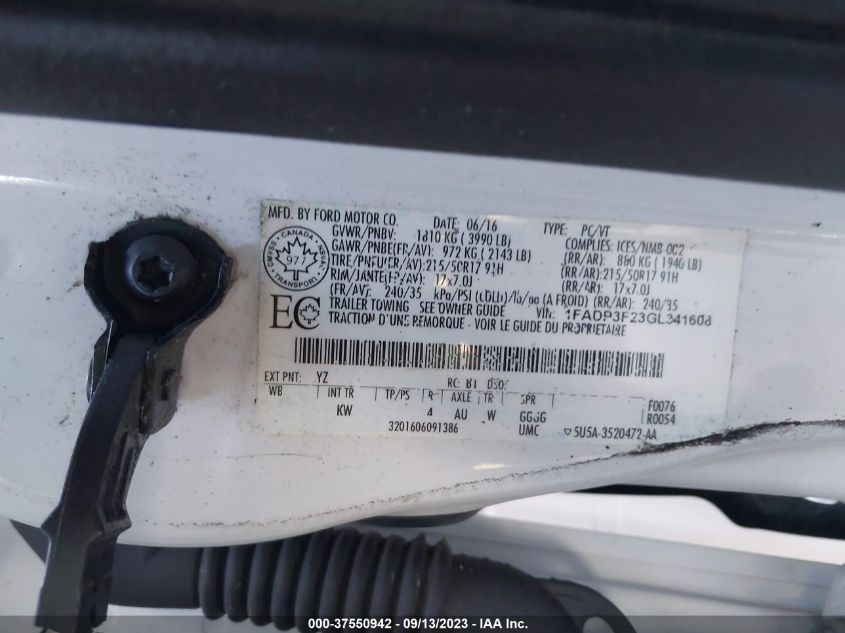 MFD. BY FORD MOTOR CO. DATE: 06/16 TYPE: PC/VT
GVWR/PNBV: 1810 KG ( 3990 LB) COMPLIES: ICES/NMB-002
GAWR/PNBE(FR/AV): 972 KG ( 2143 LB) (RR/AR): 860 KG ( 1940 LB)
TIRE/PNEU(FR/AV): 215/50R17 91H (RR/AR): 215/50R17 91H
RIM/JANTE(FR/AV): 17x7.0J (RR/AR): 17x7.0J
(FR/AV): 240/35 kPa/PSI (COLD) (A FROID) (RR/AR): 240/35
TRAILER TOWING - SEE OWNER GUIDE VIN: 1FADP3F23GL341608
TRACTION D'UNE REMORQUE - VOIR LE GUIDE DU PROPRIETAIRE
CANADA
977
TRANSPORT
EC
EXT PNT: YZ RC: B1
WB INT TR TP/PS R AXLE TR SPR F0076
KW 4 AU W GGGG R0054
3201606091386 UMC ▽5U5A-3520472-AA
000-37550942 - 09/13/2023 - IAA Inc.